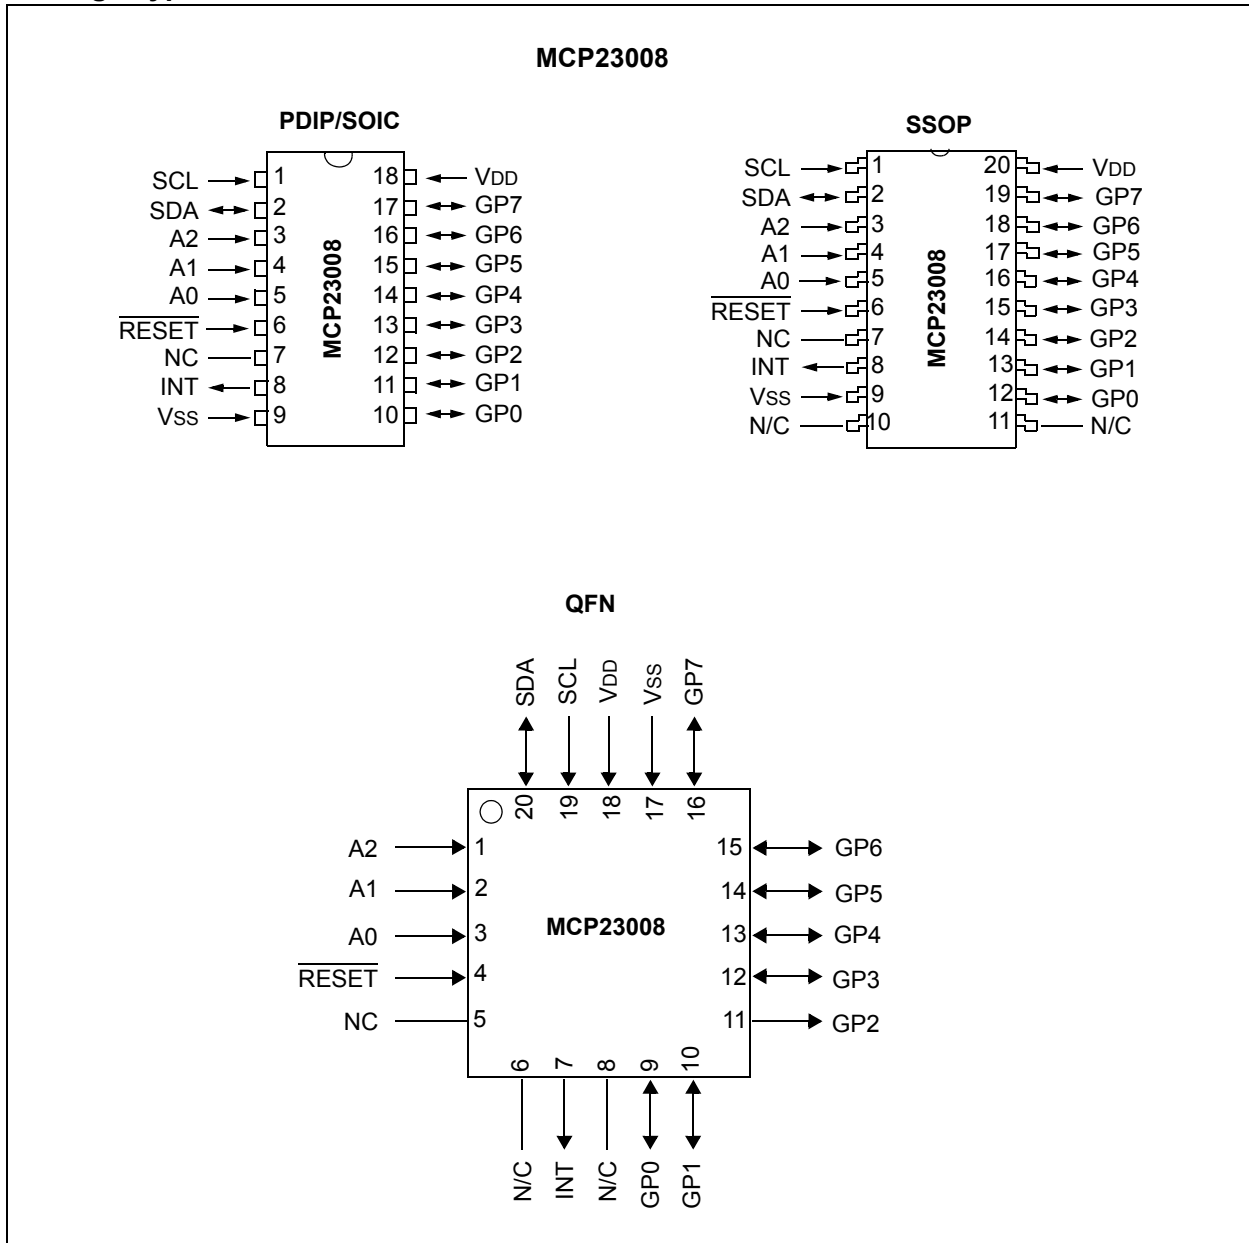 MCP23008
PDIP/SOIC
SCL 1 18 VDD
SDA 2 17 GP7
A2 3 16 GP6
A1 4 15 GP5
A0 5 14 GP4
RESET 6 13 GP3
NC 7 12 GP2
INT 8 11 GP1
VSS 9 10 GP0
MCP23008
SSOP
SCL 1 20 VDD
SDA 2 19 GP7
A2 3 18 GP6
A1 4 17 GP5
A0 5 16 GP4
RESET 6 15 GP3
NC 7 14 GP2
INT 8 13 GP1
VSS 9 12 GP0
N/C 10 11 N/C
MCP23008
QFN
SDA SCL VDD VSS GP7
20 19 18 17 16
A2 1 15 GP6
A1 2 14 GP5
A0 3 MCP23008 13 GP4
RESET 4 12 GP3
NC 5 11 GP2
6 7 8 9 10
N/C INT N/C GP0 GP1